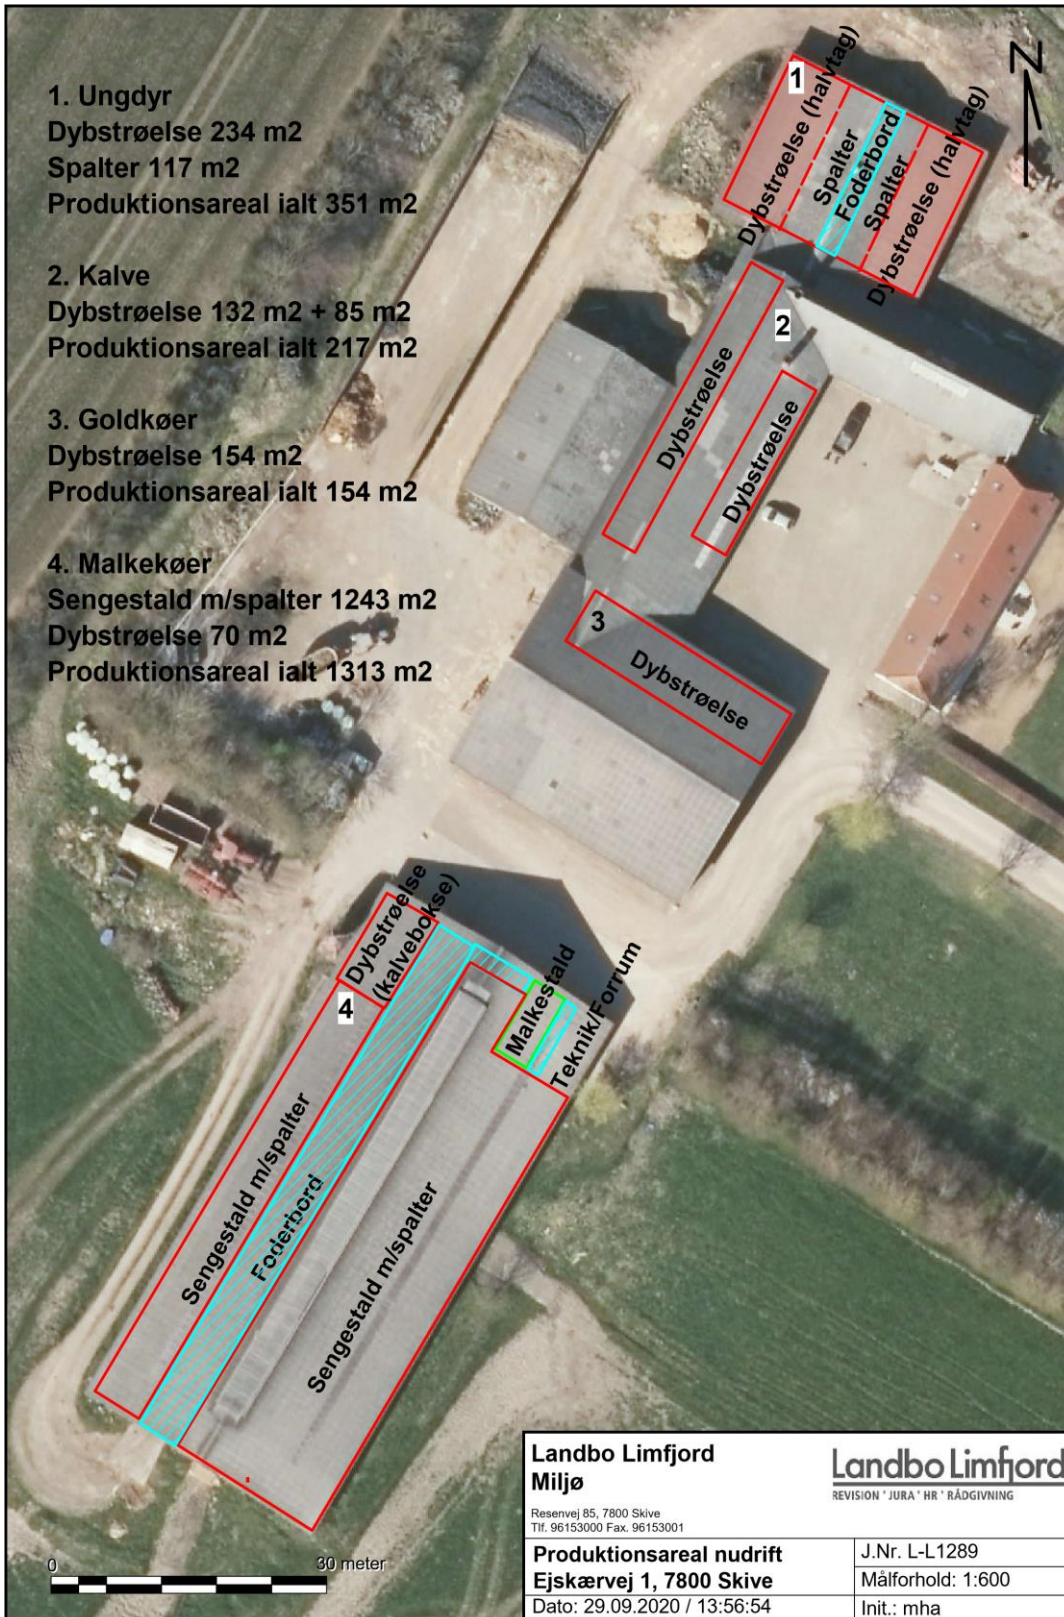 1. Ungdyr
Dybstrøelse 234 m2
Spalter 117 m2
Produktionsareal ialt 351 m2
2. Kalve
Dybstrøelse 132 m2 + 85 m2
Produktionsareal ialt 217 m2
3. Goldkøer
Dybstrøelse 154 m2
Produktionsareal ialt 154 m2
4. Malkekøer
Sengestald m/spalter 1243 m2
Dybstrøelse 70 m2
Produktionsareal ialt 1313 m2
N
1
Dybstrøelse (halvtag)
Spalter
Foderbord
Spalter
Dybstrøelse (halvtag)
2
Dybstrøelse
Dybstrøelse
3
Dybstrøelse
4
Dybstrøelse
(kalvebokse)
Malkestald
Teknik/Forrum
Sengestald m/spalter
Foderbord
Sengestald m/spalter
0 30 meter
Landbo Limfjord
Miljø
Resenvej 85, 7800 Skive
Tlf. 96153000 Fax. 96153001
Landbo Limfjord
REVISION ' JURA ' HR ' RÅDGIVNING
Produktionsareal nudrift
Ejskærvej 1, 7800 Skive
Dato: 29.09.2020 / 13:56:54
J.Nr. L-L1289
Målforhold: 1:600
Init.: mha